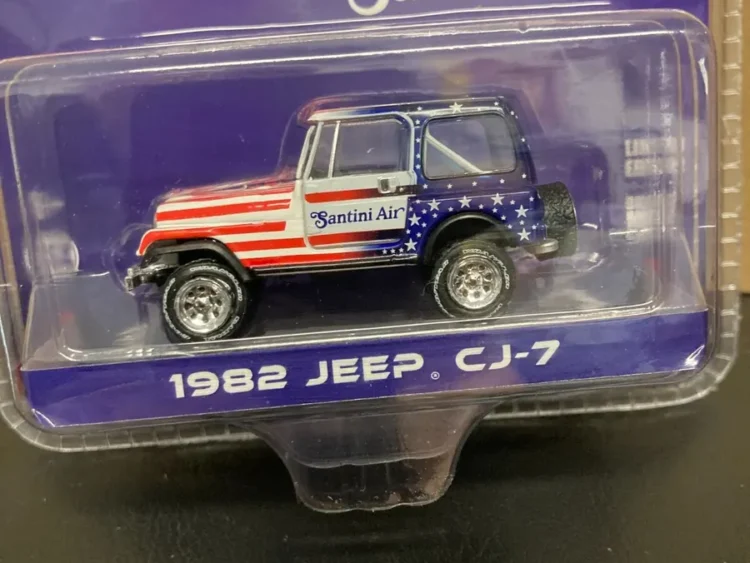 Santini Air
1982 JEEP® CJ-7